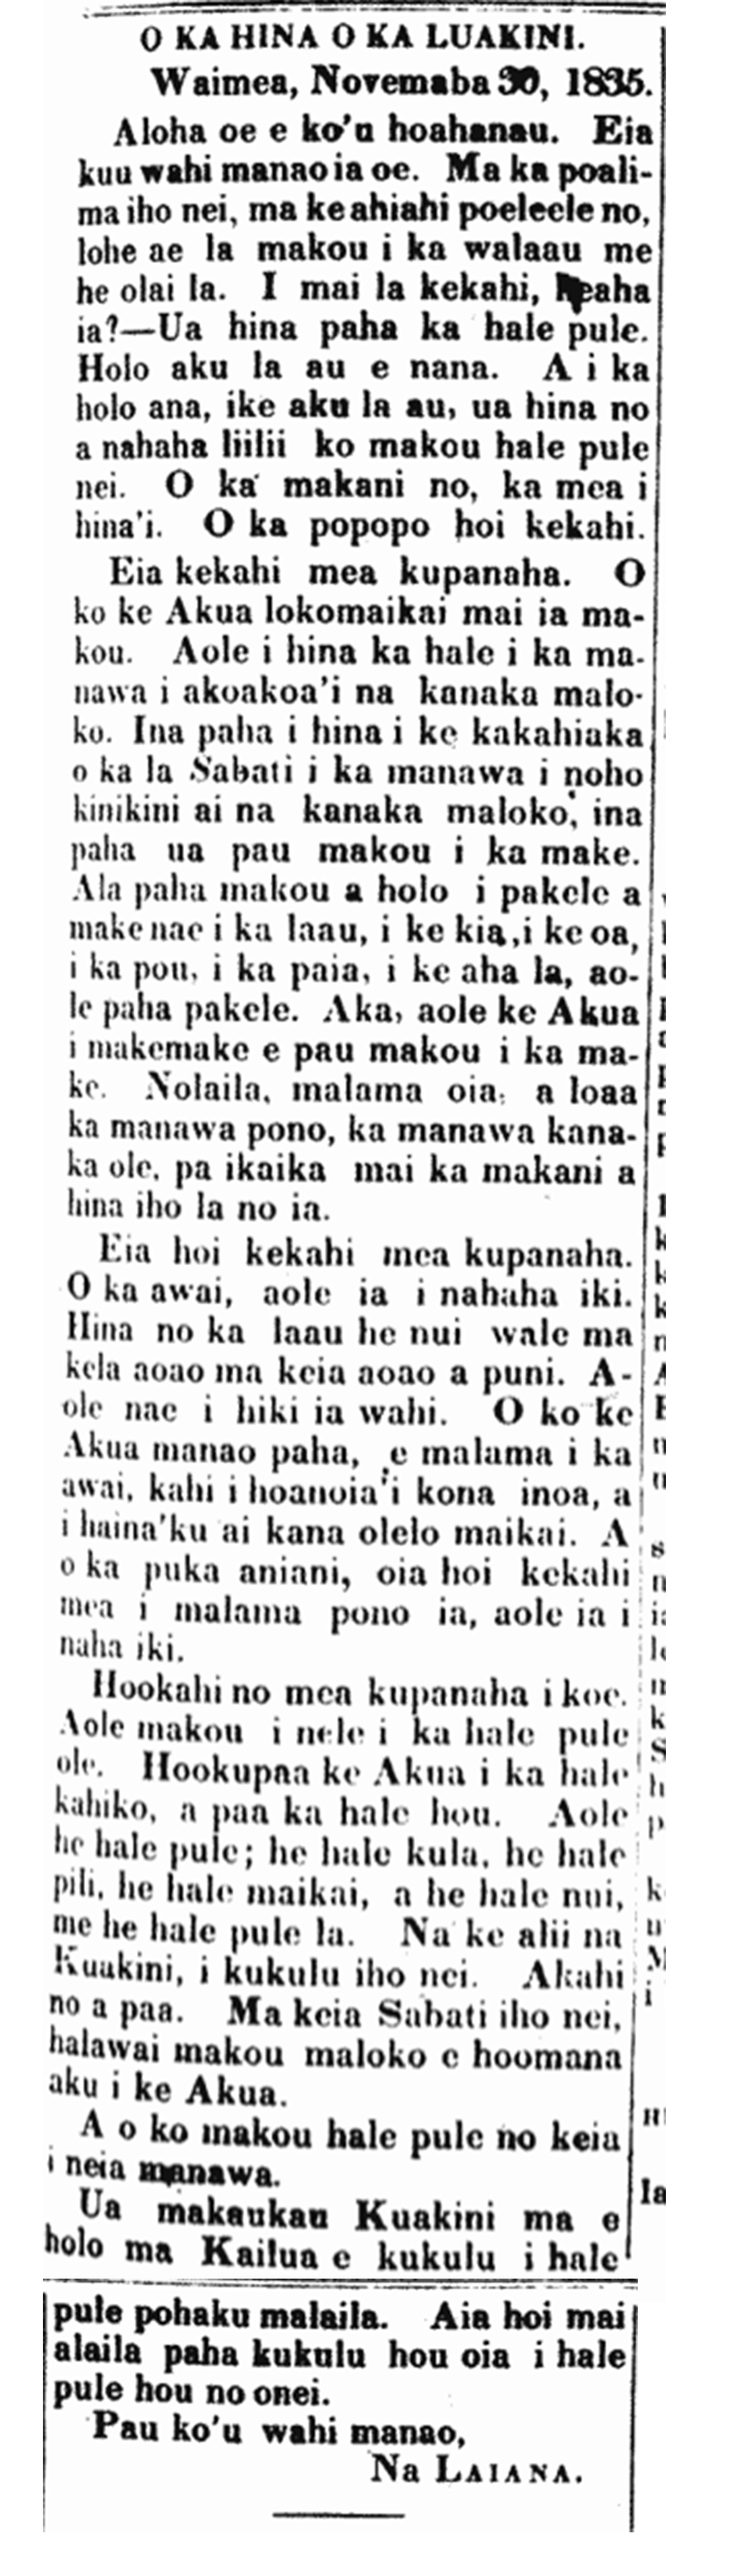 O KA HINA O KA LUAKINI.
Waimea, Novemaba 30, 1835.
Aloha oe e ko'u hoahanau. Eia
kuu wahi manao ia oe. Ma ka poali-
ma iho nei, ma ke ahiahi poeleele no,
lohe ae la makou i ka walaau me
he olai la. I mai la kekahi, heaha
ia?—Ua hina paha ka hale pule.
Holo aku la au e nana. A i ka
holo ana, ike aku la au, ua hina no
a nahaha liilii ko makou hale pule
nei. O ka makani no, ka mea i
hina'i. O ka popopo hoi kekahi.
Eia kekahi mea kupanaha. O
ko ke Akua lokomaikai mai ia ma-
kou. Aole i hina ka hale i ka ma-
nawa i akoakoa'i na kanaka malo-
ko. Ina paha i hina i ke kakahiaka
o ka la Sabati i ka manawa i noho
kinikini ai na kanaka maloko, ina
paha ua pau makou i ka make.
Ala paha makou a holo i pakele a
make nae i ka laau, i ke kia, i ke oa,
i ka pou, i ka paia, i ke aha la, ao-
le paha pakele. Aka, aole ke Akua
i makemake e pau makou i ka ma-
ke. Nolaila, malama oia, a loaa
ka manawa pono, ka manawa kana-
ka ole, pa ikaika mai ka makani a
hina iho la no ia.
Eia hoi kekahi mea kupanaha.
O ka awai, aole ia i nahaha iki.
Hina no ka laau he nui wale ma
kela aoao ma keia aoao a puni. A-
ole nae i hiki ia wahi. O ko ke
Akua manao paha, e malama i ka
awai, kahi i hoanoia'i kona inoa, a
i haina'ku ai kana olelo maikai. A
o ka puka aniani, oia hoi kekahi
mea i malama pono ia, aole ia i
naha iki.
Hookahi no mea kupanaha i koe.
Aole makou i nele i ka hale pule
ole. Hookupaa ke Akua i ka hale
kahiko, a paa ka hale hou. Aole
he hale pule; he hale kula, he hale
pili, he hale maikai, a he hale nui,
me he hale pule la. Na ke alii na
Kuakini, i kukulu iho nei. Akahi
no a paa. Ma keia Sabati iho nei,
halawai makou maloko e hoomana
aku i ke Akua.
A o ko makou hale pule no keia
i neia manawa.
Ua makaukau Kuakini ma e
holo ma Kailua e kukulu i hale
pule pohaku malaila. Aia hoi mai
alaila paha kukulu hou oia i hale
pule hou no onei.
Pau ko'u wahi manao,
Na LAIANA.